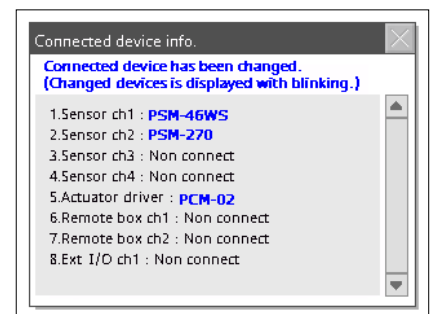 Connected device info.
Connected device has been changed.
(Changed devices is displayed with blinking.)
1.Sensor ch1 : PSM-46WS
2.Sensor ch2 : PSM-270
3.Sensor ch3 : Non connect
4.Sensor ch4 : Non connect
5.Actuator driver : PCM-02
6.Remote box ch1 : Non connect
7.Remote box ch2 : Non connect
8.Ext I/O ch1 : Non connect